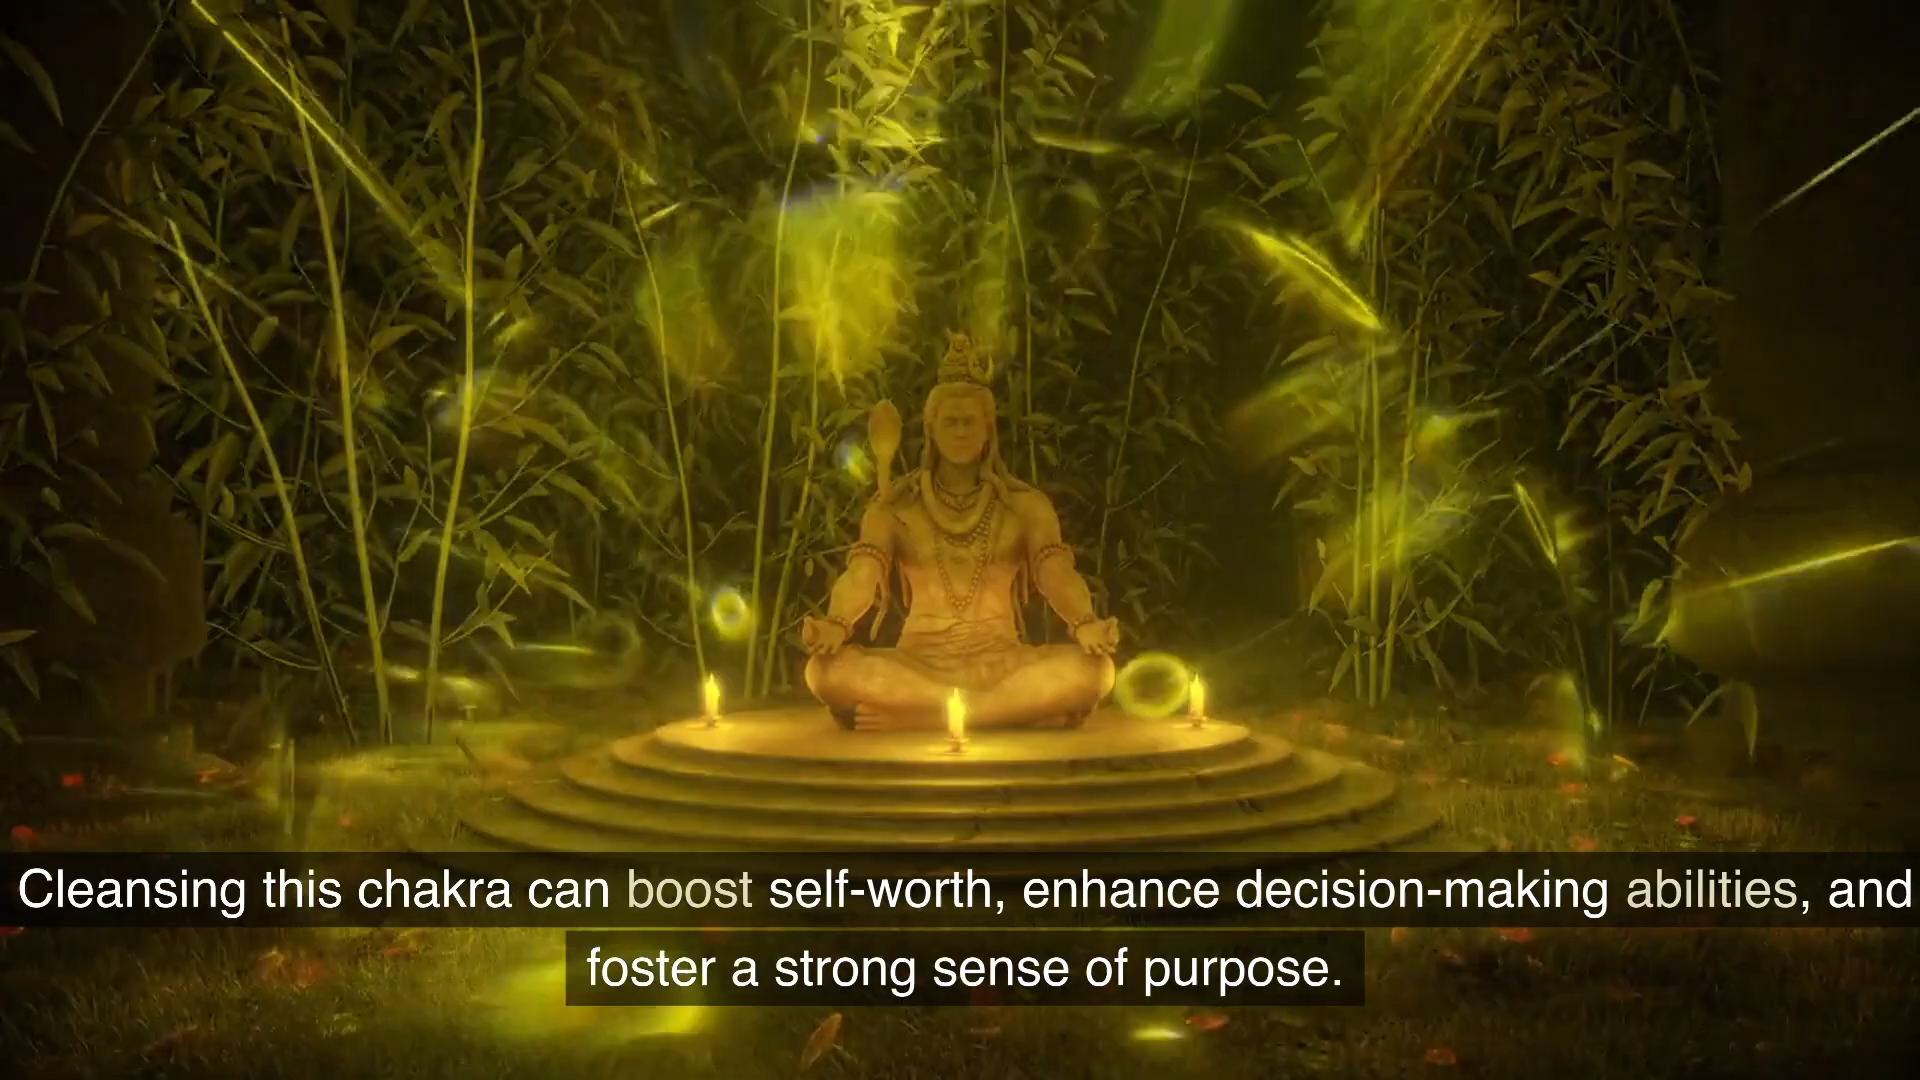 Cleansing this chakra can boost self-worth, enhance decision-making abilities, and
foster a strong sense of purpose.